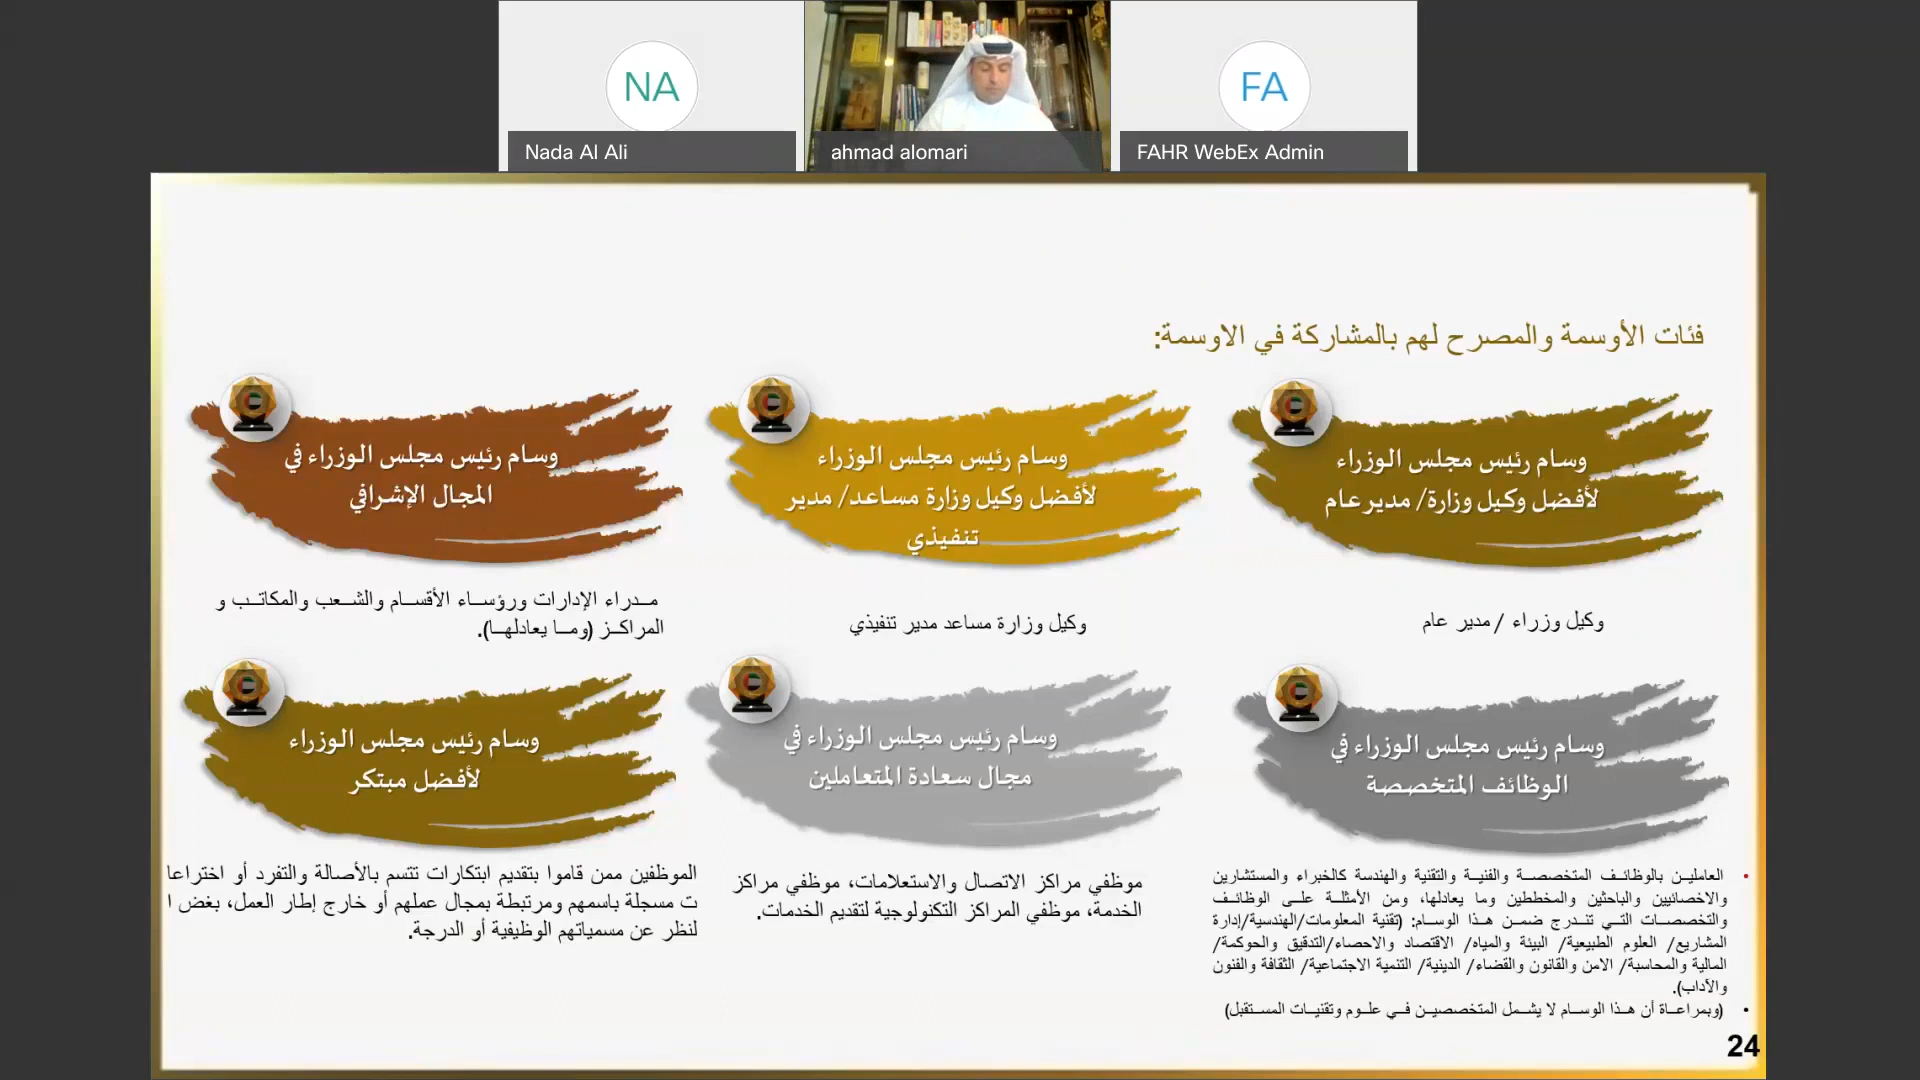 NA
Nada Al Ali
ahmad alomari
FA
FAHR WebEx Admin
فئات الأوسمة والمصرح لهم بالمشاركة في الاوسمة:
وسام رئيس مجلس الوزراء
لأفضل وكيل وزارة/ مدير عام
وكيل وزراء / مدير عام
وسام رئيس مجلس الوزراء
لأفضل وكيل وزارة مساعد/ مدير
تنفيذي
وكيل وزارة مساعد مدير تنفيذي
وسام رئيس مجلس الوزراء في
المجال الإشرافي
مدراء الإدارات ورؤساء الأقسام والشعب والمكاتب و
المراكز (وما يعادلها).
وسام رئيس مجلس الوزراء في
الوظائف المتخصصة
• العاملين بالوظائف المتخصصة والفنية والتقنية والهندسة كالخبراء والمستشارين
والاخصائيين والباحثين والمخططين وما يعادلها، ومن الأمثلة على الوظائف
والتخصصات التي تندرج ضمن هذا الوسام: (تقنية المعلومات/الهندسية/إدارة
المشاريع/ العلوم الطبيعية/ البيئة والمياه/ الاقتصاد والاحصاء/التدقيق والحوكمة/
المالية والمحاسبة/ الامن والقانون والقضاء/ الدينية/ التنمية الاجتماعية/ الثقافة والفنون
والآداب).
• (وبمراعاة أن هذا الوسام لا يشمل المتخصصين في علوم وتقنيات المستقبل)
وسام رئيس مجلس الوزراء في
مجال سعادة المتعاملين
موظفي مراكز الاتصال والاستعلامات، موظفي مراكز
الخدمة، موظفي المراكز التكنولوجية لتقديم الخدمات.
وسام رئيس مجلس الوزراء
لأفضل مبتكر
الموظفين ممن قاموا بتقديم ابتكارات تتسم بالأصالة والتفرد أو اختراعا
ت مسجلة باسمهم ومرتبطة بمجال عملهم أو خارج إطار العمل، بغض ا
لنظر عن مسمياتهم الوظيفية أو الدرجة.
24